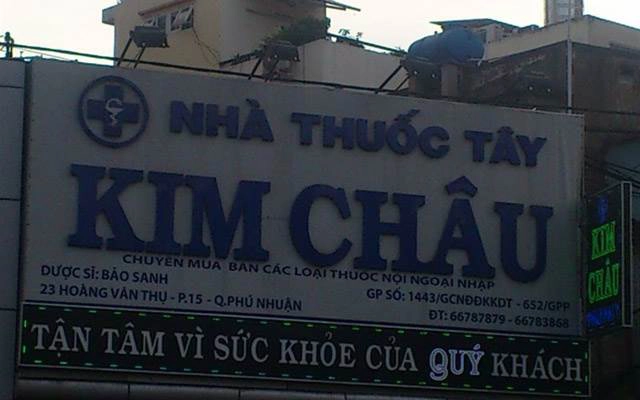 NHÀ THUỐC TÂY
KIM CHÂU
CHUYÊN MUA BÁN CÁC LOẠI THUỐC NỘI NGOẠI NHẬP
DƯỢC SĨ: BẢO SANH
23 HOÀNG VĂN THỤ - P.15 - Q.PHÚ NHUẬN
GP SỐ: 1443/GCNĐĐKKDT - 652/GPP
ĐT: 66787879 - 66783868
TẬN TÂM VÌ SỨC KHỎE CỦA QUÝ KHÁCH
KIM
CHÂU